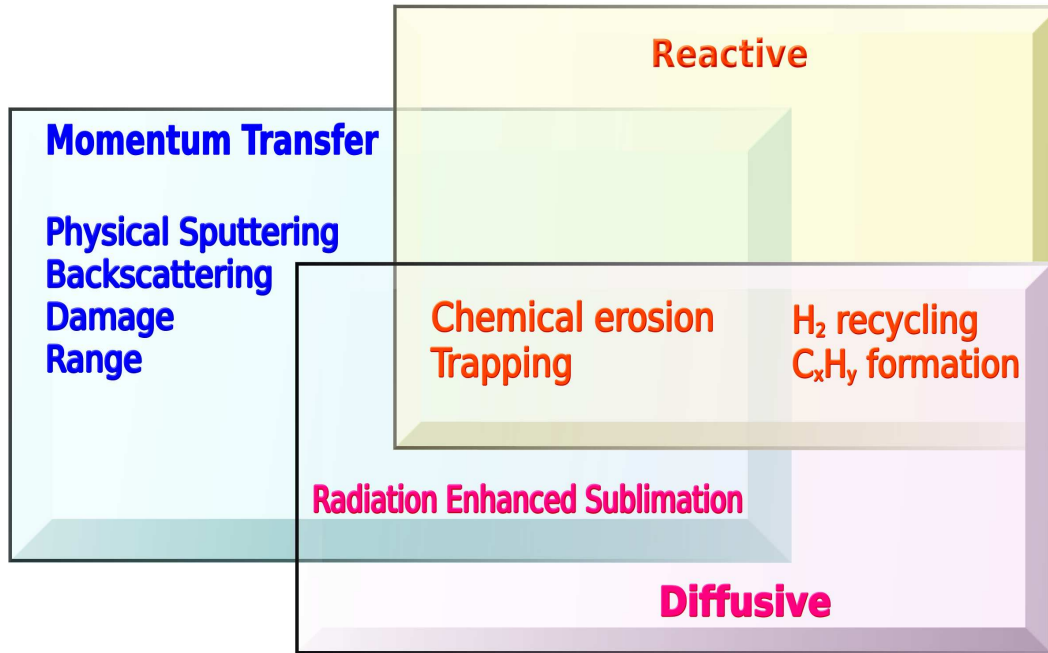 Reactive
Momentum Transfer
Physical Sputtering
Backscattering
Damage
Range
Chemical erosion
Trapping
H₂ recycling
CₓHᵧ formation
Radiation Enhanced Sublimation
Diffusive